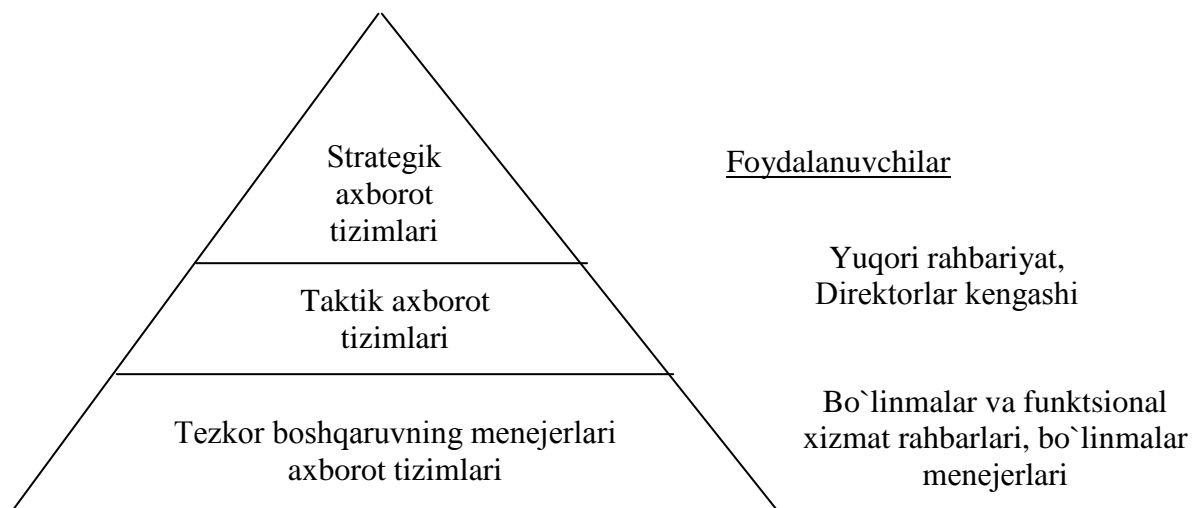 Strategik
axborot
tizimlari
Foydalanuvchilar
Yuqori rahbariyat,
Direktorlar kengashi
Taktik axborot
tizimlari
Tezkor boshqaruvning menejerlari
axborot tizimlari
Bo`linmalar va funktsional
xizmat rahbarlari, bo`linmalar
menejerlari